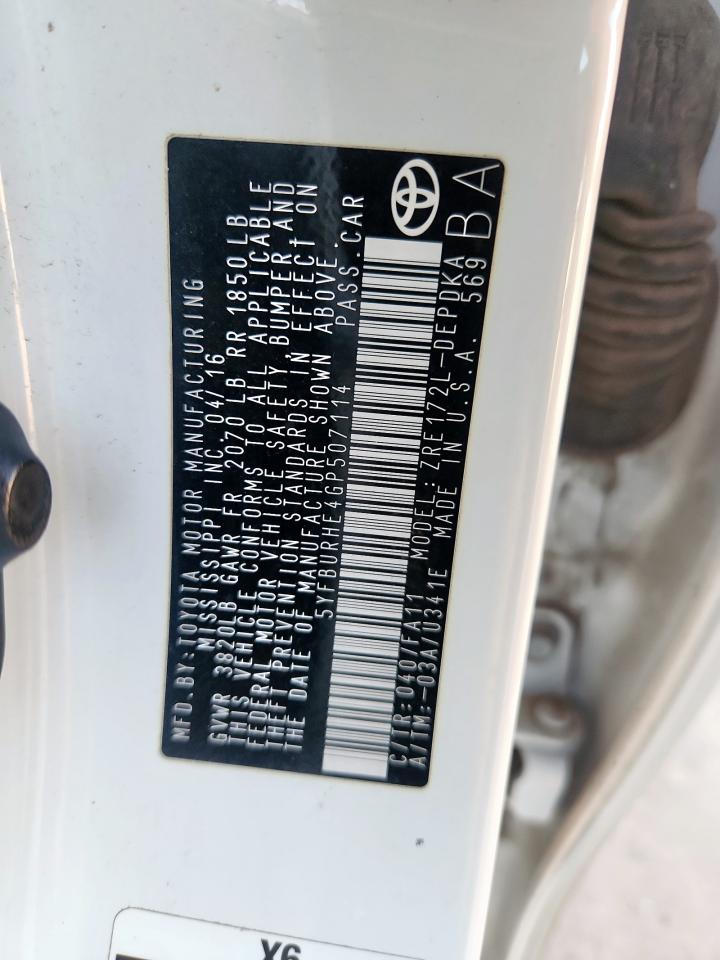 MFD.BY:TOYOTA MOTOR MANUFACTURING
MISSISSIPPI INC. 04/16
GVWR 3820LB GAWR FR 2070 LB RR 1850LB
THIS VEHICLE CONFORMS TO ALL APPLICABLE
FEDERAL MOTOR VEHICLE SAFETY, BUMPER AND
THEFT PREVENTION STANDARDS IN EFFECT ON
THE DATE OF MANUFACTURE SHOWN ABOVE.
5YFBURHE4GP507114 PASS.CAR
C/TR:040/FA11 MODEL:ZRE172L-DEPDKA
A/TM:-03A/U341E MADE IN U.S.A. 569 BA
X6